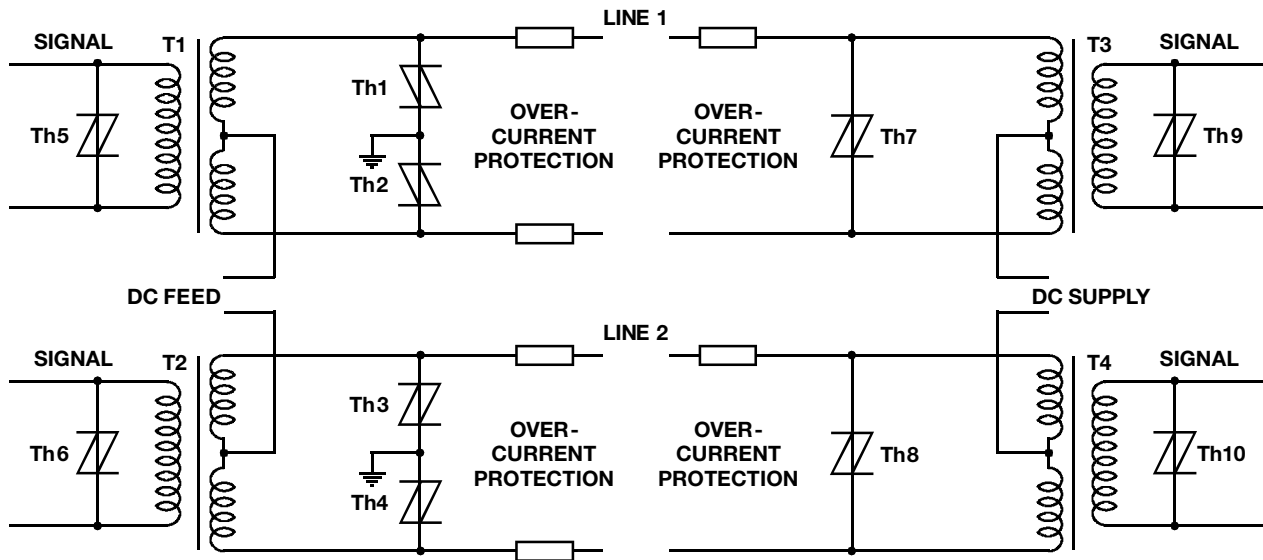 LINE 1
SIGNAL
T1
T3
SIGNAL
Th1
Th5
OVER-
CURRENT
PROTECTION
OVER-
CURRENT
PROTECTION
Th7
Th9
Th2
DC FEED
DC SUPPLY
LINE 2
SIGNAL
T2
T4
SIGNAL
Th3
Th6
OVER-
CURRENT
PROTECTION
OVER-
CURRENT
PROTECTION
Th8
Th10
Th4